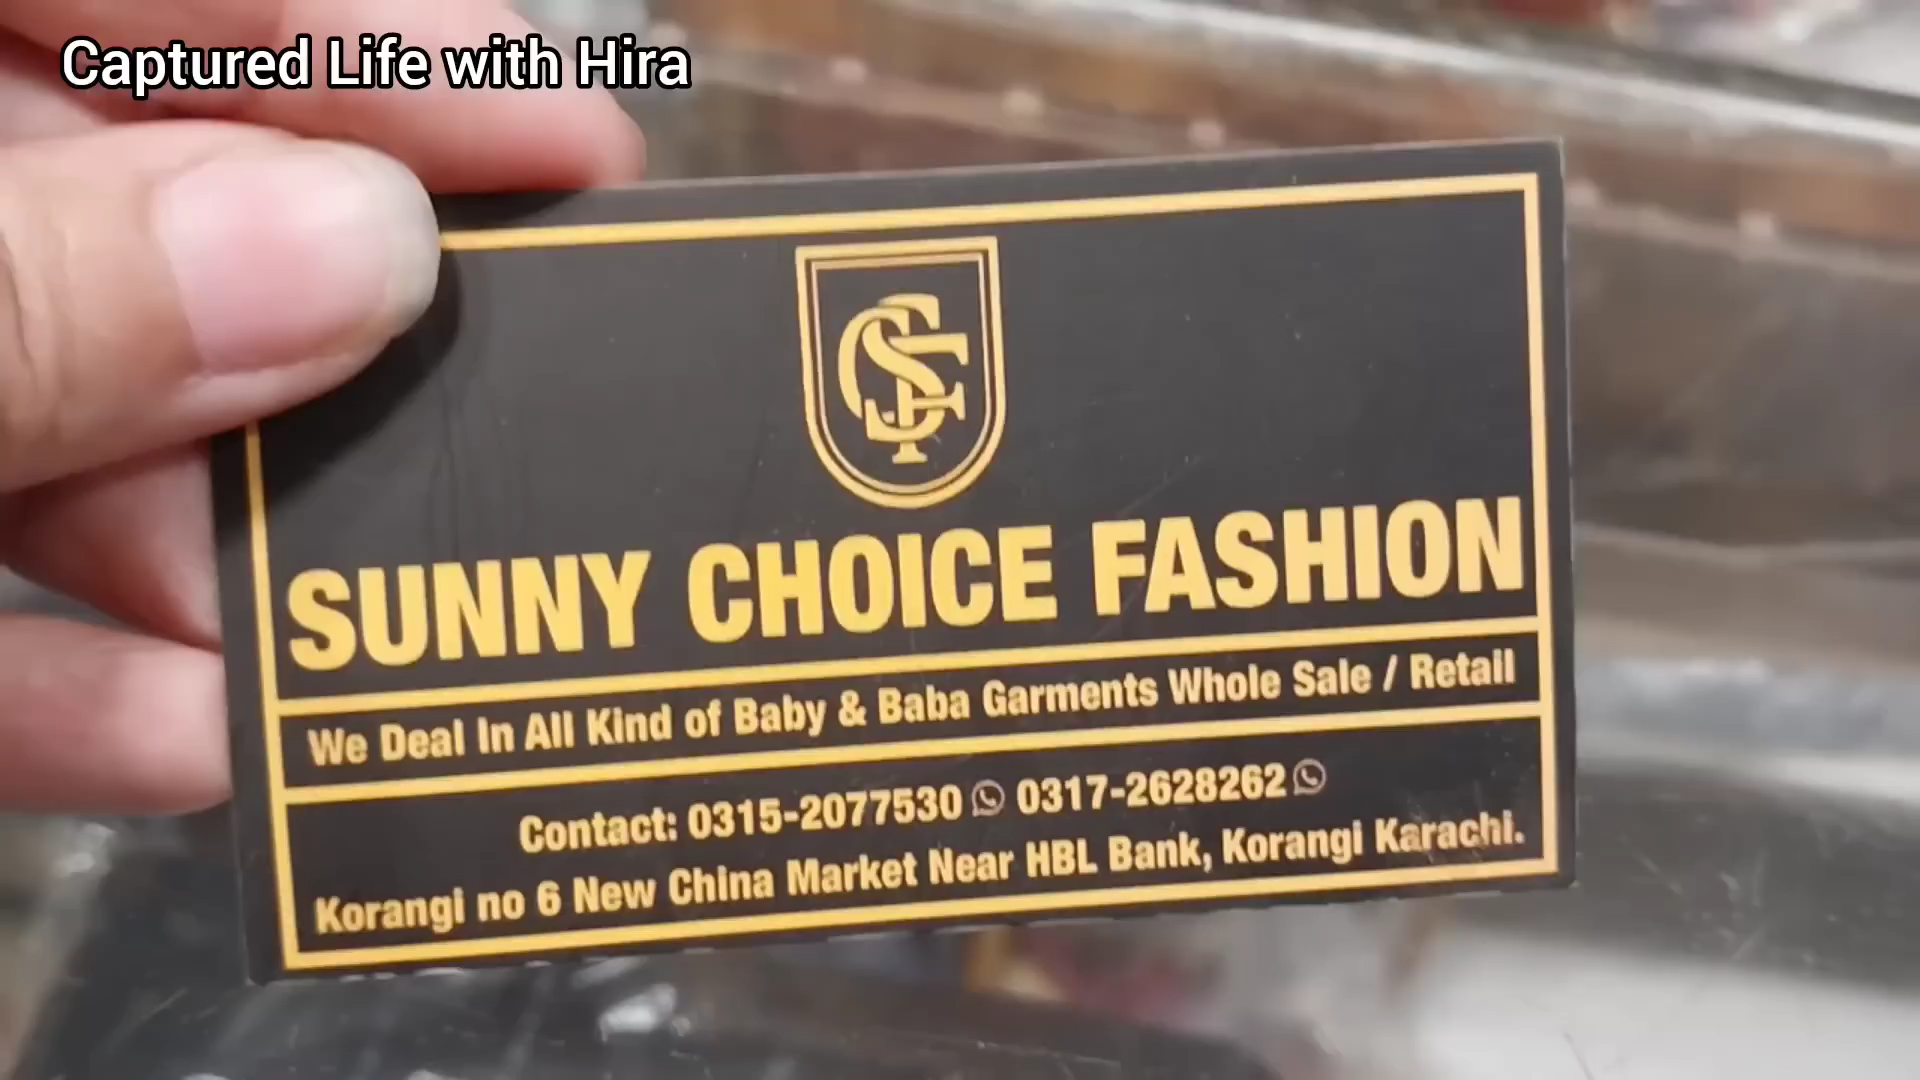 Captured Life with Hira
SCF
SUNNY CHOICE FASHION
We Deal In All Kind of Baby & Baba Garments Whole Sale / Retail
Contact: 0315-2077530 0317-2628262
Korangi no 6 New China Market Near HBL Bank, Korangi Karachi.